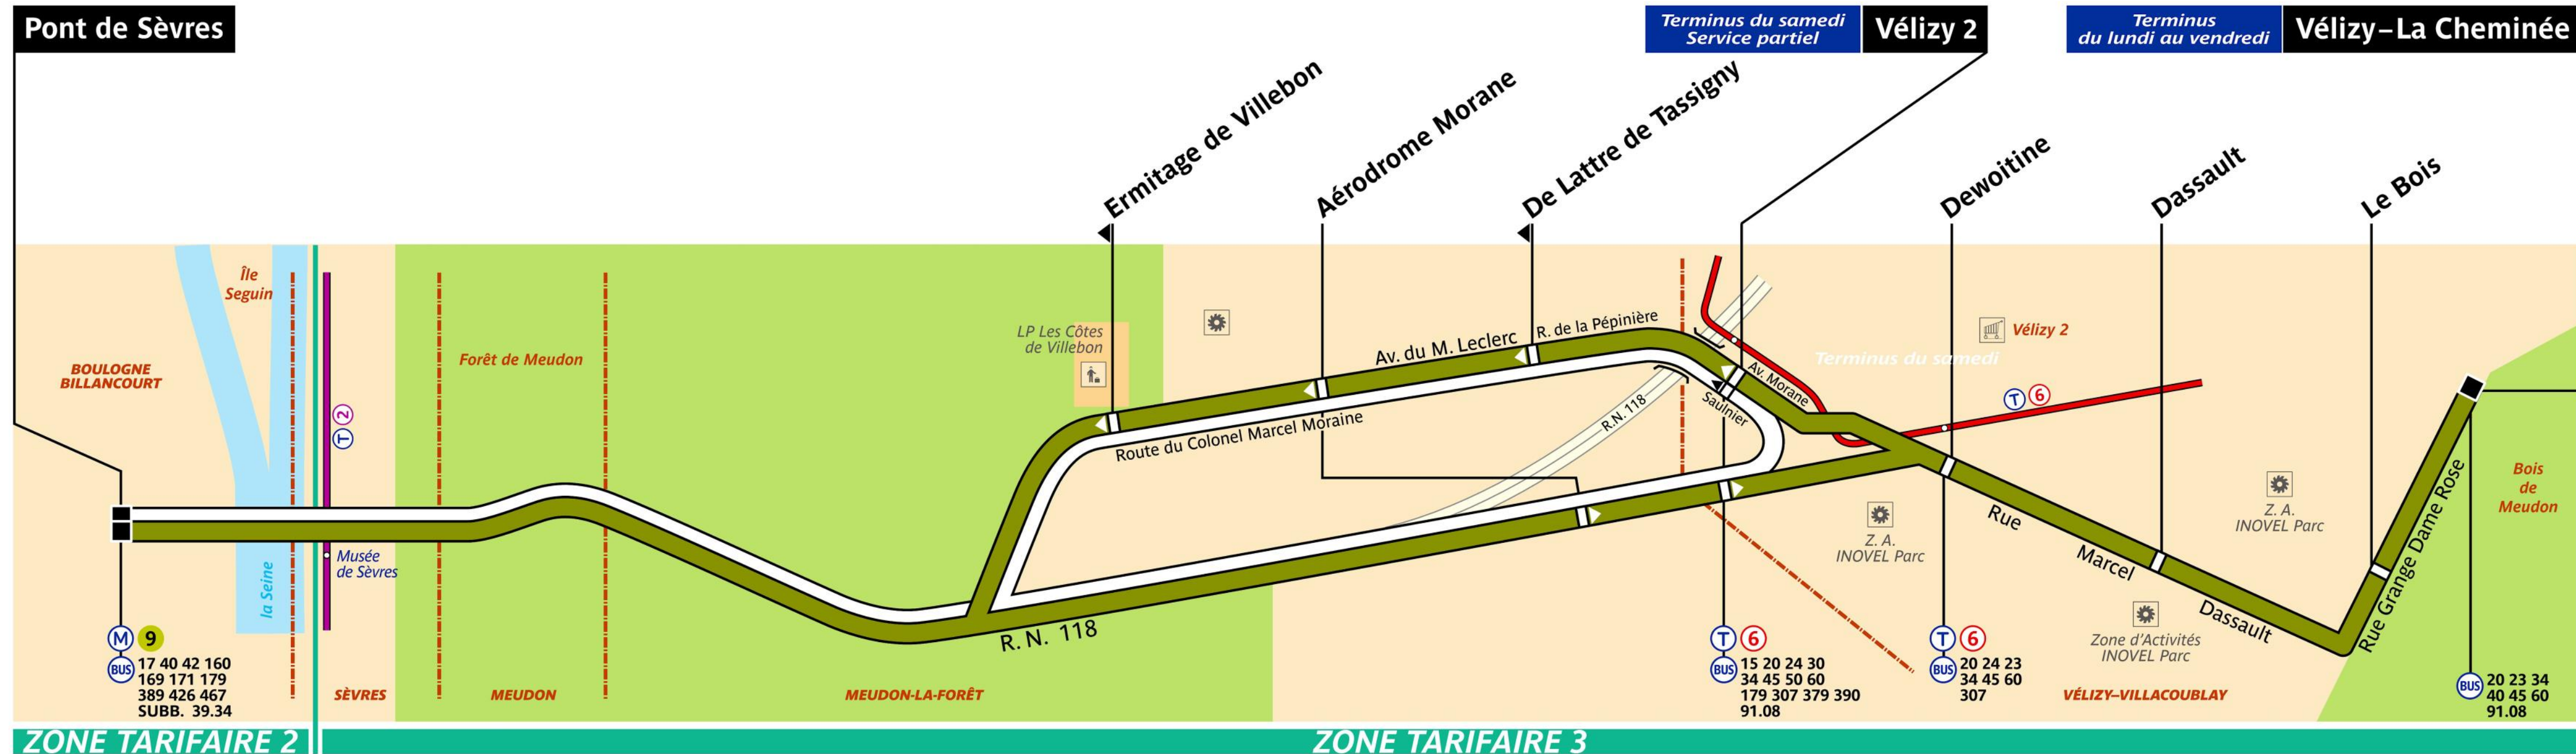 Pont de Sèvres
Terminus du samedi
Service partiel
Vélizy 2
Terminus
du lundi au vendredi
Vélizy–La Cheminée
Ermitage de Villebon
Aérodrome Morane
De Lattre de Tassigny
Dewoitine
Dassault
Le Bois
Île
Seguin
BOULOGNE
BILLANCOURT
Forêt de Meudon
LP Les Côtes
de Villebon
Av. du M. Leclerc
R. de la Pépinière
Vélizy 2
Terminus du samedi
Av. Morane
Saulnier
T 6
T 2
Route du Colonel Marcel Moraine
R.N. 118
Musée
de Sèvres
la Seine
Z. A.
INOVEL Parc
Z. A.
INOVEL Parc
Bois
de
Meudon
Rue
Marcel
Dassault
Rue Grange Dame Rose
R. N. 118
Zone d'Activités
INOVEL Parc
M 9
BUS 17 40 42 160
169 171 179
389 426 467
SUBB. 39.34
SÈVRES
MEUDON
MEUDON-LA-FORÊT
T 6
BUS 15 20 24 30
34 45 50 60
179 307 379 390
91.08
T 6
BUS 20 24 23
34 45 60
307
VÉLIZY–VILLACOUBLAY
BUS 20 23 34
40 45 60
91.08
ZONE TARIFAIRE 2
ZONE TARIFAIRE 3